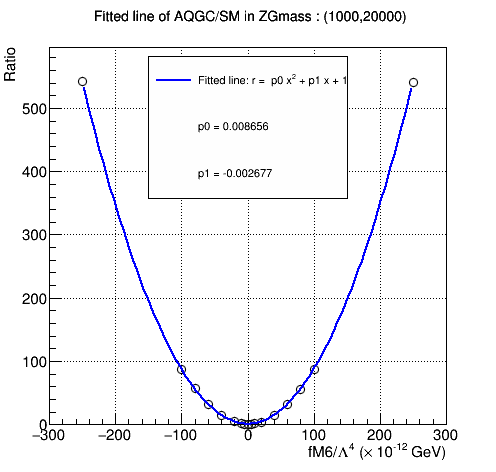 Fitted line of AQGC/SM in ZGmass : (1000,20000)
Ratio
Fitted line: r = p0 x² + p1 x + 1
p0 = 0.008656
p1 = -0.002677
500
400
300
200
100
0
−300 −200 −100 0 100 200 300
fM6/Λ⁴ (× 10⁻¹² GeV)